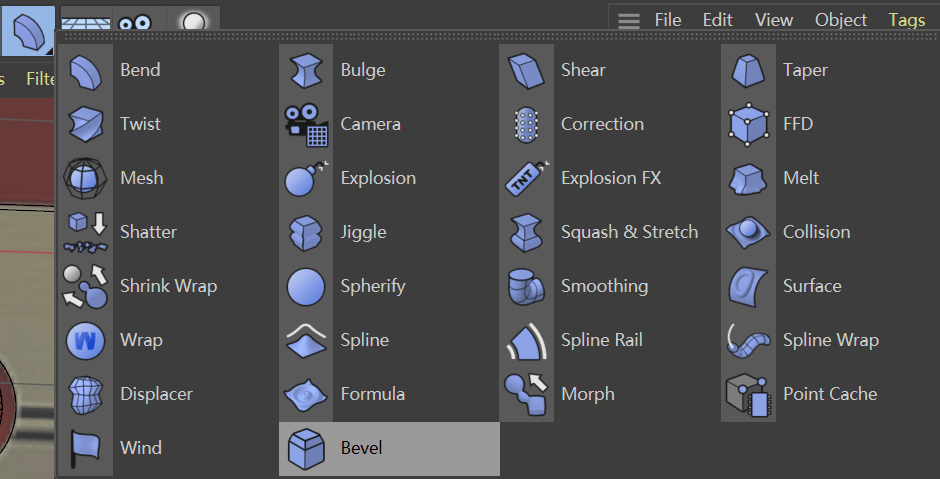 File Edit View Object Tags
s Filte
Bend Bulge Shear Taper
Twist Camera Correction FFD
Mesh Explosion TNT Explosion FX Melt
Shatter Jiggle Squash & Stretch Collision
Shrink Wrap Spherify Smoothing Surface
W Wrap Spline Spline Rail Spline Wrap
Displacer Formula Morph Point Cache
Wind Bevel